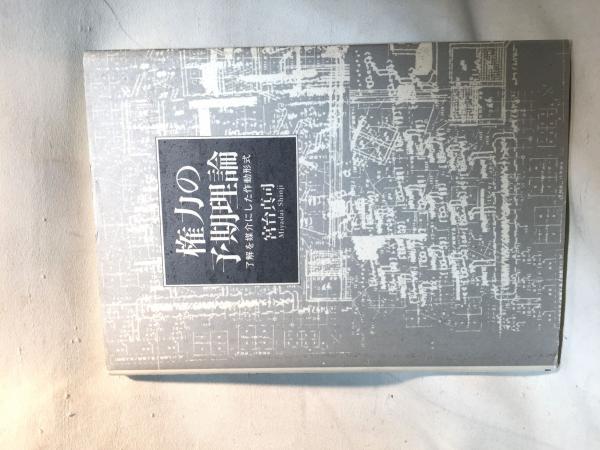 権力の
予期理論
了解を媒介にした作動形式
宮台真司
Miyadai Shinji